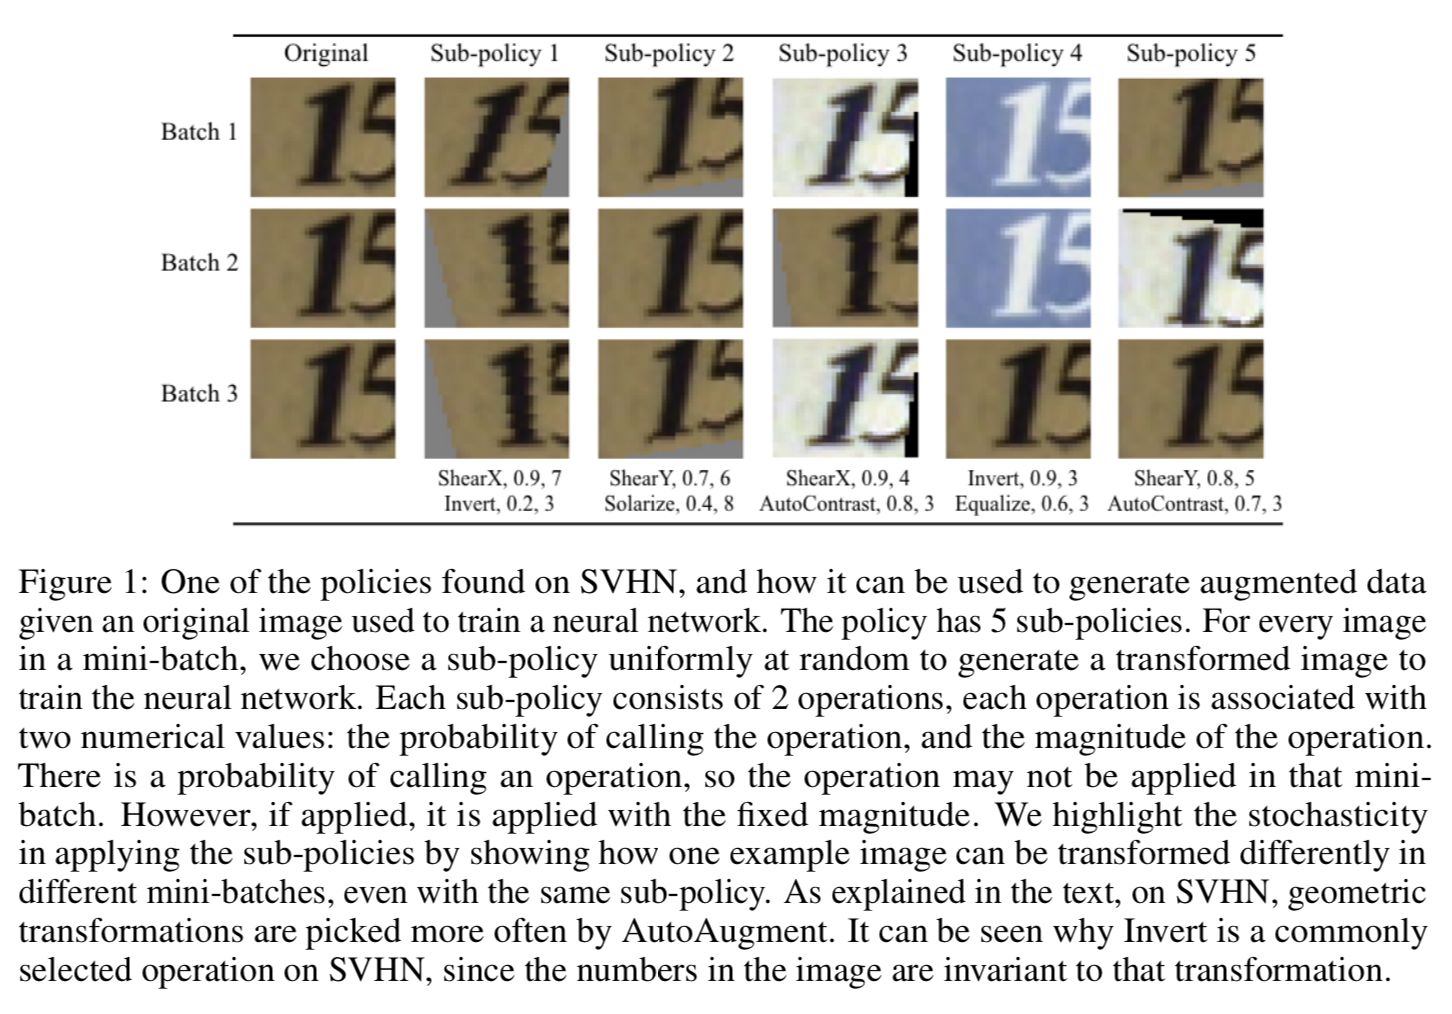 Original Sub-policy 1 Sub-policy 2 Sub-policy 3 Sub-policy 4 Sub-policy 5
Batch 1 15 15 15 15 15 15
Batch 2 15 15 15 15 15 15
Batch 3 15 15 15 15 15 15
ShearX, 0.9, 7 ShearY, 0.7, 6 ShearX, 0.9, 4 Invert, 0.9, 3 ShearY, 0.8, 5
Invert, 0.2, 3 Solarize, 0.4, 8 AutoContrast, 0.8, 3 Equalize, 0.6, 3 AutoContrast, 0.7, 3
Figure 1: One of the policies found on SVHN, and how it can be used to generate augmented data
given an original image used to train a neural network. The policy has 5 sub-policies. For every image
in a mini-batch, we choose a sub-policy uniformly at random to generate a transformed image to
train the neural network. Each sub-policy consists of 2 operations, each operation is associated with
two numerical values: the probability of calling the operation, and the magnitude of the operation.
There is a probability of calling an operation, so the operation may not be applied in that mini-
batch. However, if applied, it is applied with the fixed magnitude. We highlight the stochasticity
in applying the sub-policies by showing how one example image can be transformed differently in
different mini-batches, even with the same sub-policy. As explained in the text, on SVHN, geometric
transformations are picked more often by AutoAugment. It can be seen why Invert is a commonly
selected operation on SVHN, since the numbers in the image are invariant to that transformation.